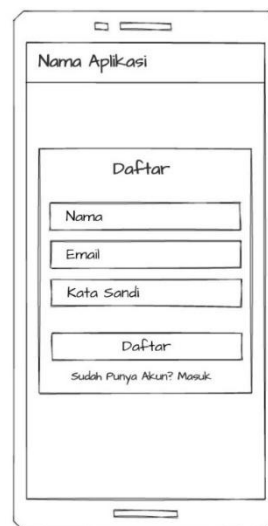 Nama Aplikasi
Daftar
Nama
Email
Kata Sandi
Daftar
Sudah Punya Akun? Masuk